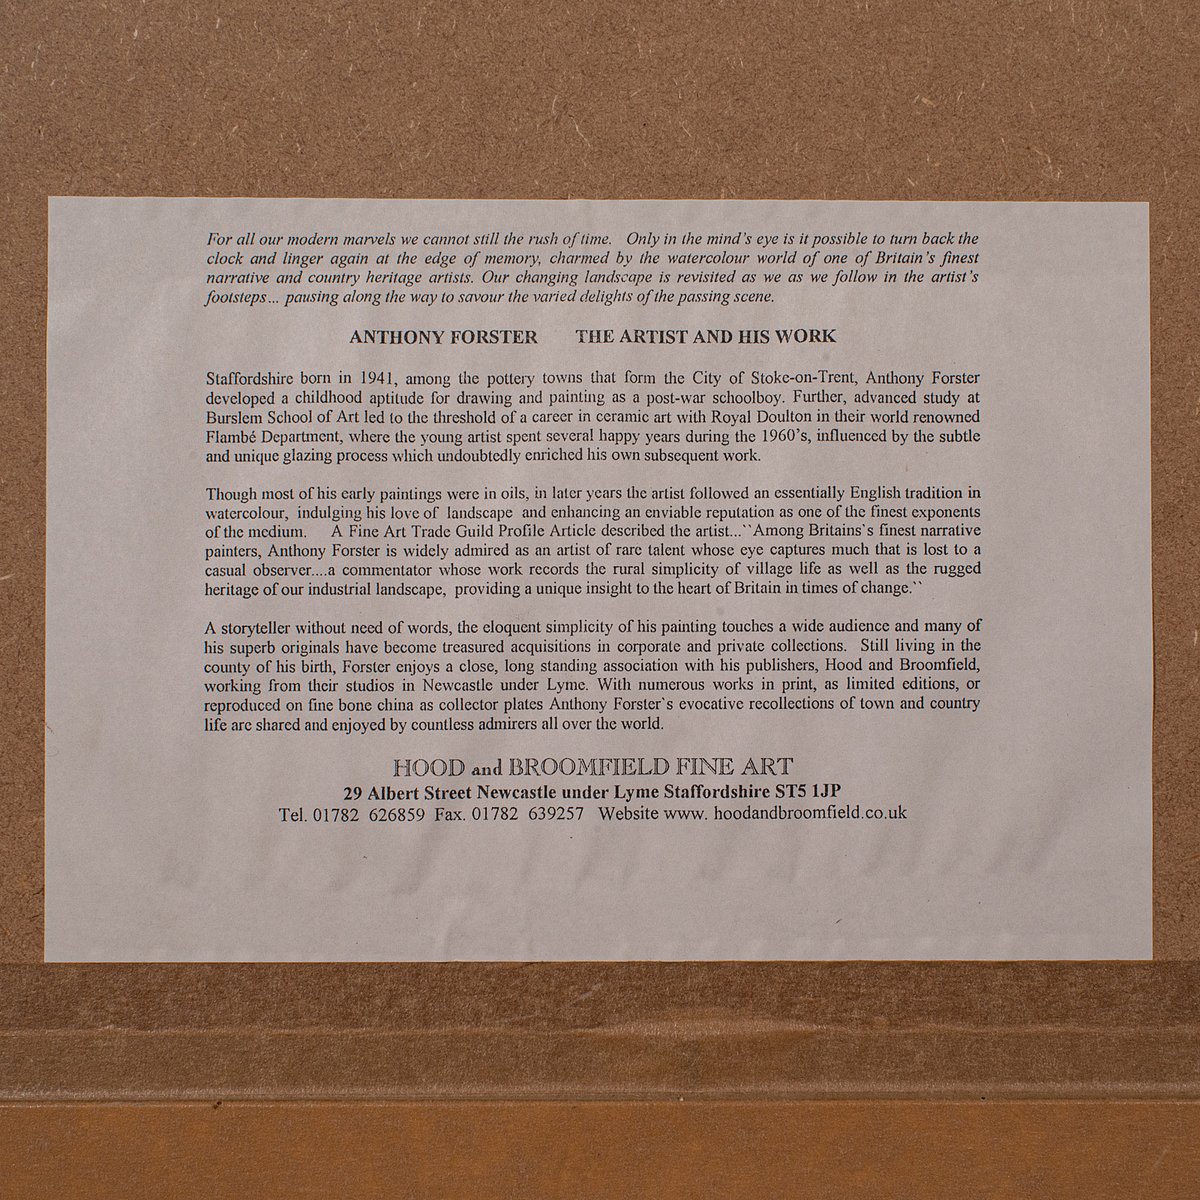 For all our modern marvels we cannot still the rush of time. Only in the mind's eye is it possible to turn back the
clock and linger again at the edge of memory, charmed by the watercolour world of one of Britain's finest
narrative and country heritage artists. Our changing landscape is revisited as we as we follow in the artist's
footsteps... pausing along the way to savour the varied delights of the passing scene.
ANTHONY FORSTER THE ARTIST AND HIS WORK
Staffordshire born in 1941, among the pottery towns that form the City of Stoke-on-Trent, Anthony Forster
developed a childhood aptitude for drawing and painting as a post-war schoolboy. Further, advanced study at
Burslem School of Art led to the threshold of a career in ceramic art with Royal Doulton in their world renowned
Flambé Department, where the young artist spent several happy years during the 1960's, influenced by the subtle
and unique glazing process which undoubtedly enriched his own subsequent work.
Though most of his early paintings were in oils, in later years the artist followed an essentially English tradition in
watercolour, indulging his love of landscape and enhancing an enviable reputation as one of the finest exponents
of the medium. A Fine Art Trade Guild Profile Article described the artist...``Among Britains`s finest narrative
painters, Anthony Forster is widely admired as an artist of rare talent whose eye captures much that is lost to a
casual observer....a commentator whose work records the rural simplicity of village life as well as the rugged
heritage of our industrial landscape, providing a unique insight to the heart of Britain in times of change.``
A storyteller without need of words, the eloquent simplicity of his painting touches a wide audience and many of
his superb originals have become treasured acquisitions in corporate and private collections. Still living in the
county of his birth, Forster enjoys a close, long standing association with his publishers, Hood and Broomfield,
working from their studios in Newcastle under Lyme. With numerous works in print, as limited editions, or
reproduced on fine bone china as collector plates Anthony Forster`s evocative recollections of town and country
life are shared and enjoyed by countless admirers all over the world.
HOOD and BROOMFIELD FINE ART
29 Albert Street Newcastle under Lyme Staffordshire ST5 1JP
Tel. 01782 626859 Fax. 01782 639257 Website www. hoodandbroomfield.co.uk